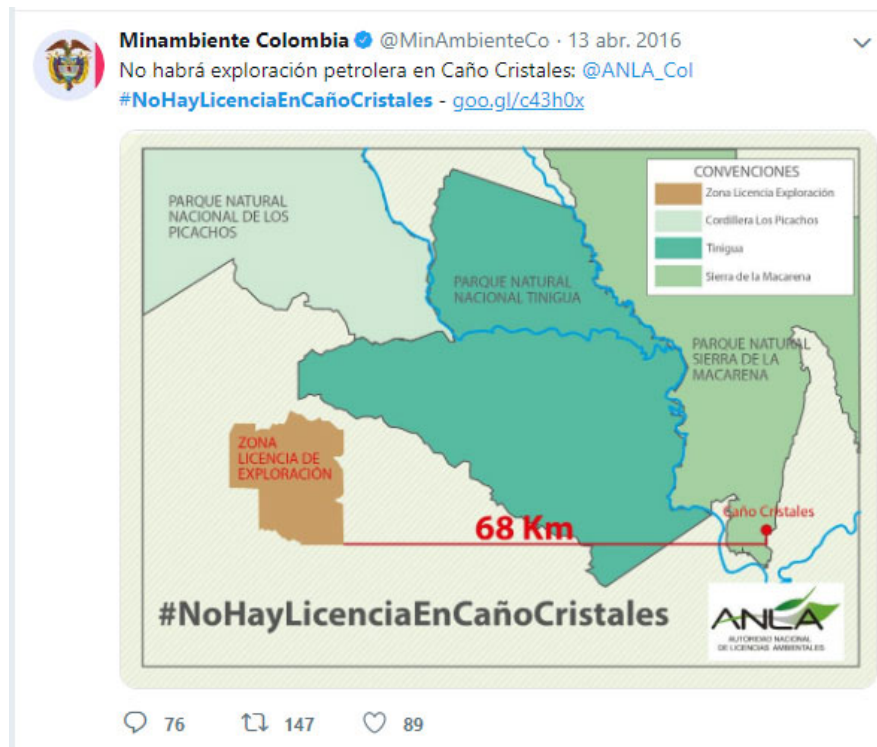 Minambiente Colombia @MinAmbienteCo · 13 abr. 2016
No habrá exploración petrolera en Caño Cristales: @ANLA_Col
#NoHayLicenciaEnCañoCristales - goo.gl/c43h0x
CONVENCIONES
Zona Licencia Exploración
Cordillera Los Picachos
Tinigua
Sierra de la Macarena
PARQUE NATURAL
NACIONAL DE LOS
PICACHOS
PARQUE NATURAL
NACIONAL TINIGUA
PARQUE NATURAL
SIERRA DE LA
MACARENA
ZONA
LICENCIA DE
EXPLORACIÓN
Caño Cristales
68 Km
#NoHayLicenciaEnCañoCristales
ANLA
AUTORIDAD NACIONAL
DE LICENCIAS AMBIENTALES
76 147 89